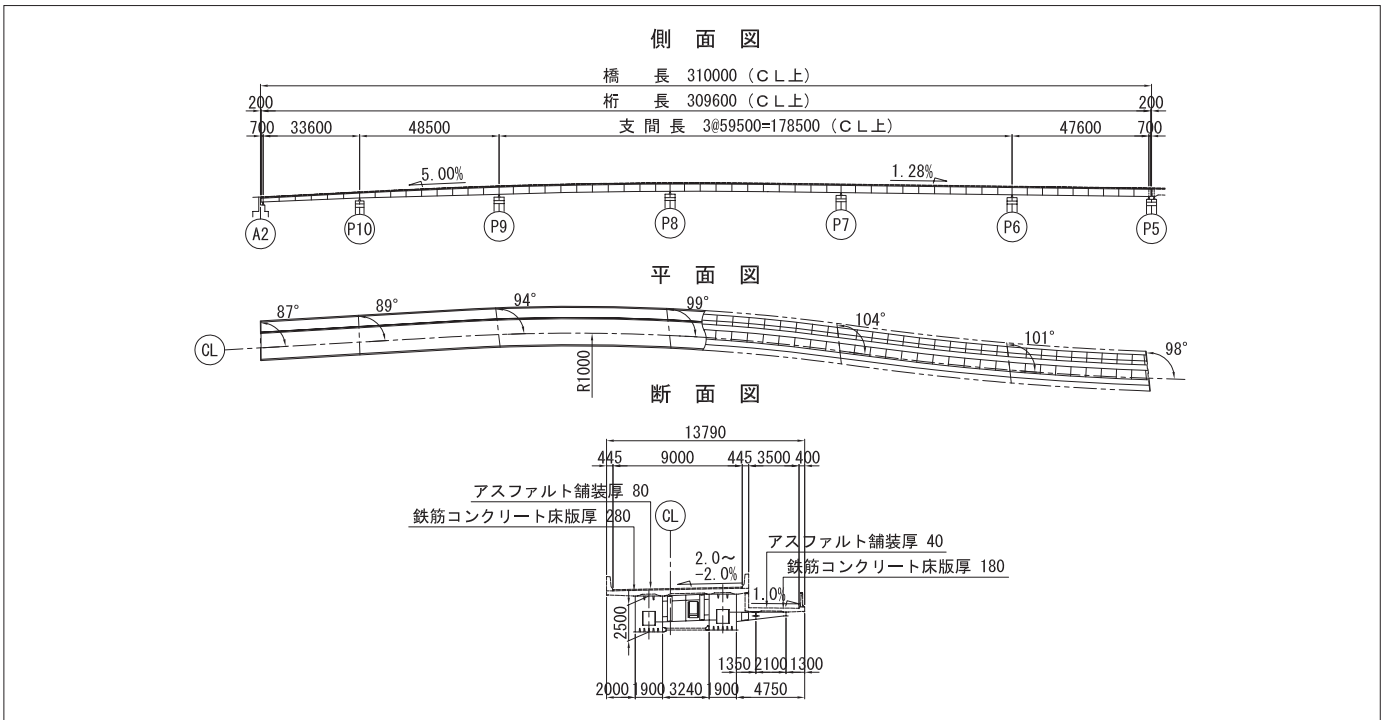 側 面 図
橋 長 310000 (CL上)
200 桁 長 309600 (CL上) 200
700 33600 48500 支 間 長 3@59500=178500 (CL上) 47600 700
5.00% 1.28%
A2 P10 P9 P8 P7 P6 P5
平 面 図
87° 89° 94° 99° 104° 101° 98°
CL
R1000
断 面 図
13790
445 9000 445 3500 400
アスファルト舗装厚 80
鉄筋コンクリート床版厚 280 CL
アスファルト舗装厚 40
2.0~
-2.0%
鉄筋コンクリート床版厚 180
1.0%
2500
1350 2100 1300
2000 1900 3240 1900 4750